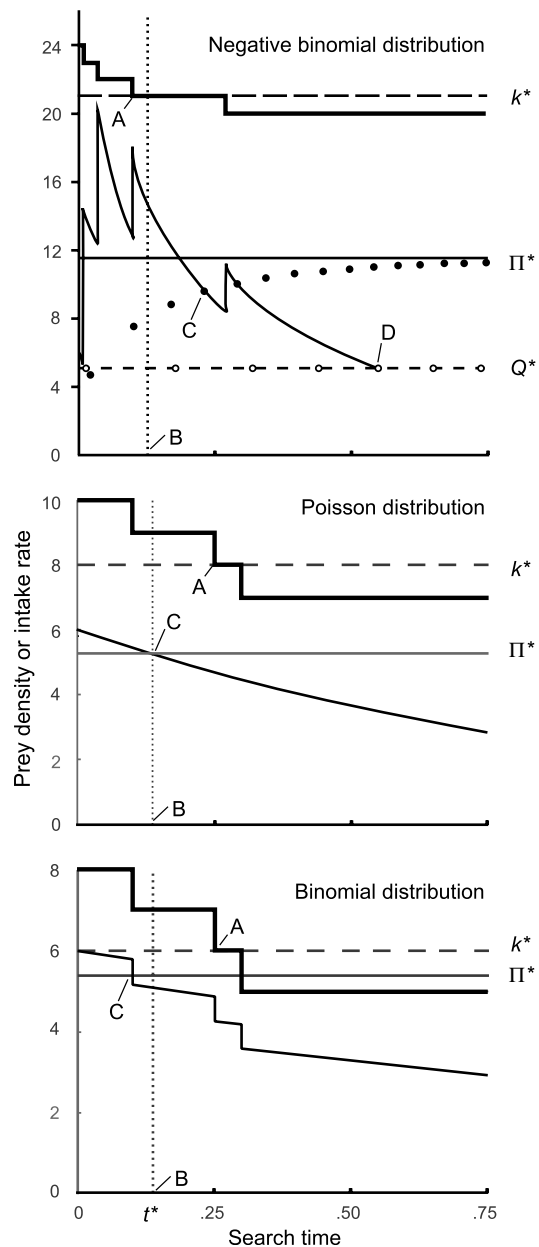 Negative binomial distribution
24
20
16
12
8
4
0
k*
Π*
Q*
A
B
C
D
Prey density or intake rate
Poisson distribution
10
8
6
4
2
0
k*
Π*
A
C
B
Binomial distribution
8
6
4
2
0
k*
Π*
A
C
B
0
t*
.25
.50
.75
Search time